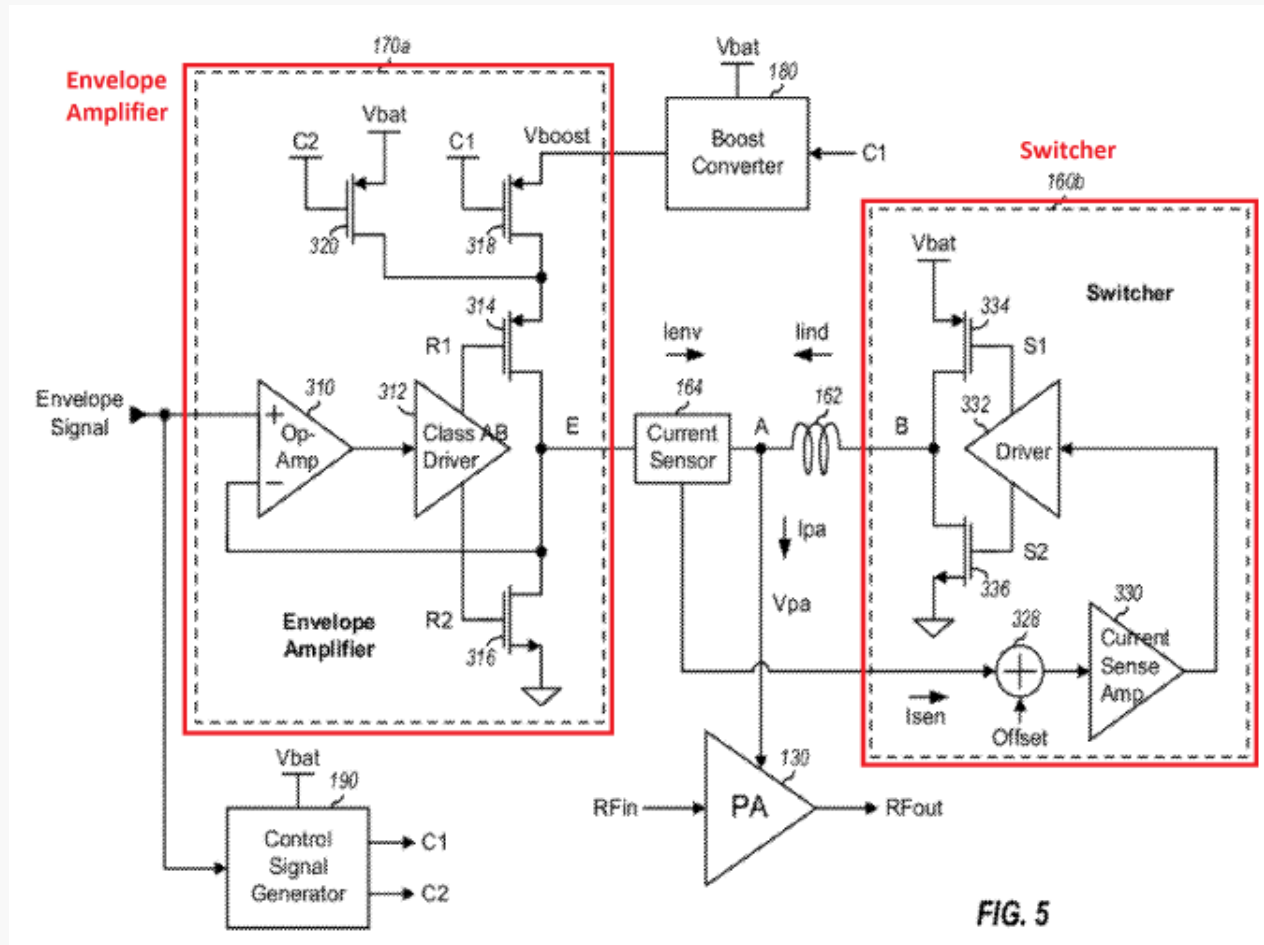 170a
Envelope
Amplifier
Vbat
180
Vbat
C2
C1
Vboost
Boost
Converter
C1
Switcher
160b
320
318
Vbat
314
334
Switcher
R1
Ienv
Iind
S1
Envelope
Signal
310
312
164
162
332
+
Op-
Amp
−
Class AB
Driver
E
Current
Sensor
A
B
Driver
Ipa
S2
Vpa
336
330
Envelope
Amplifier
R2
316
328
Current
Sense
Amp
+
Isen
Offset
Vbat
190
130
Control
Signal
Generator
C1
C2
RFin
PA
RFout
FIG. 5